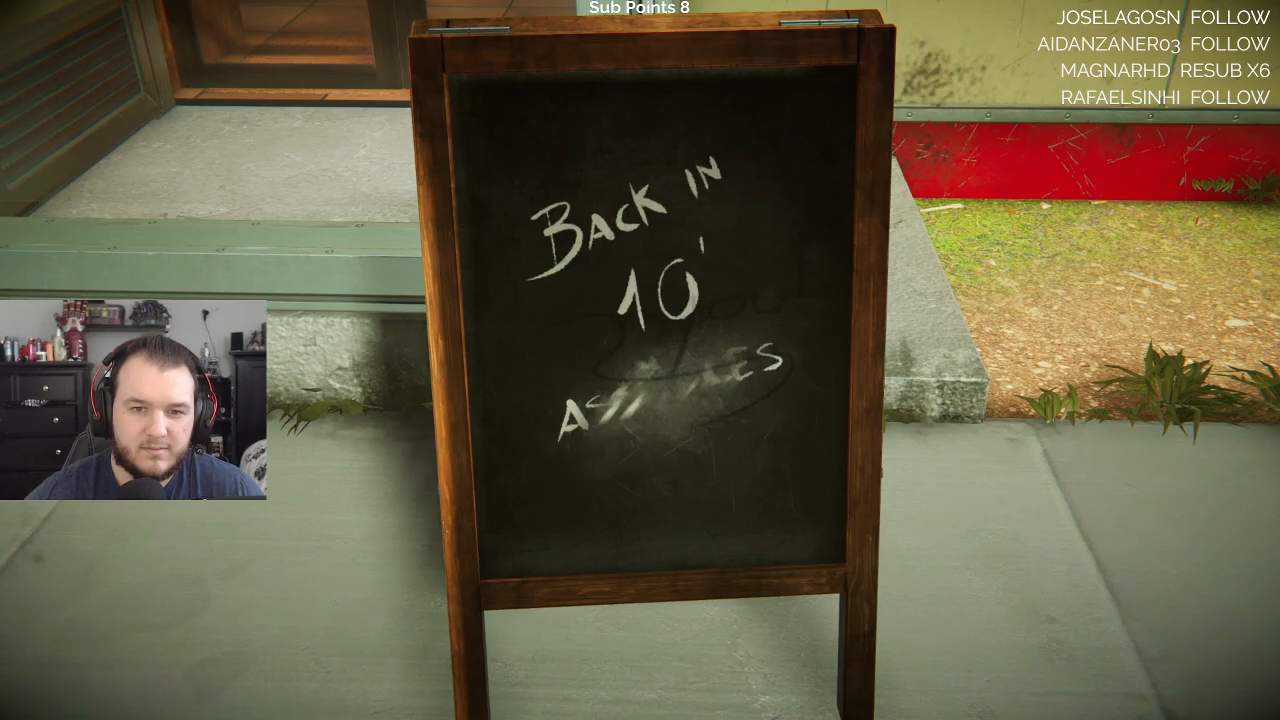 Sub Points 8
JOSELAGOSN FOLLOW
AIDANZANER03 FOLLOW
MAGNARHD RESUB X6
RAFAELSINHI FOLLOW
BACK IN
10'